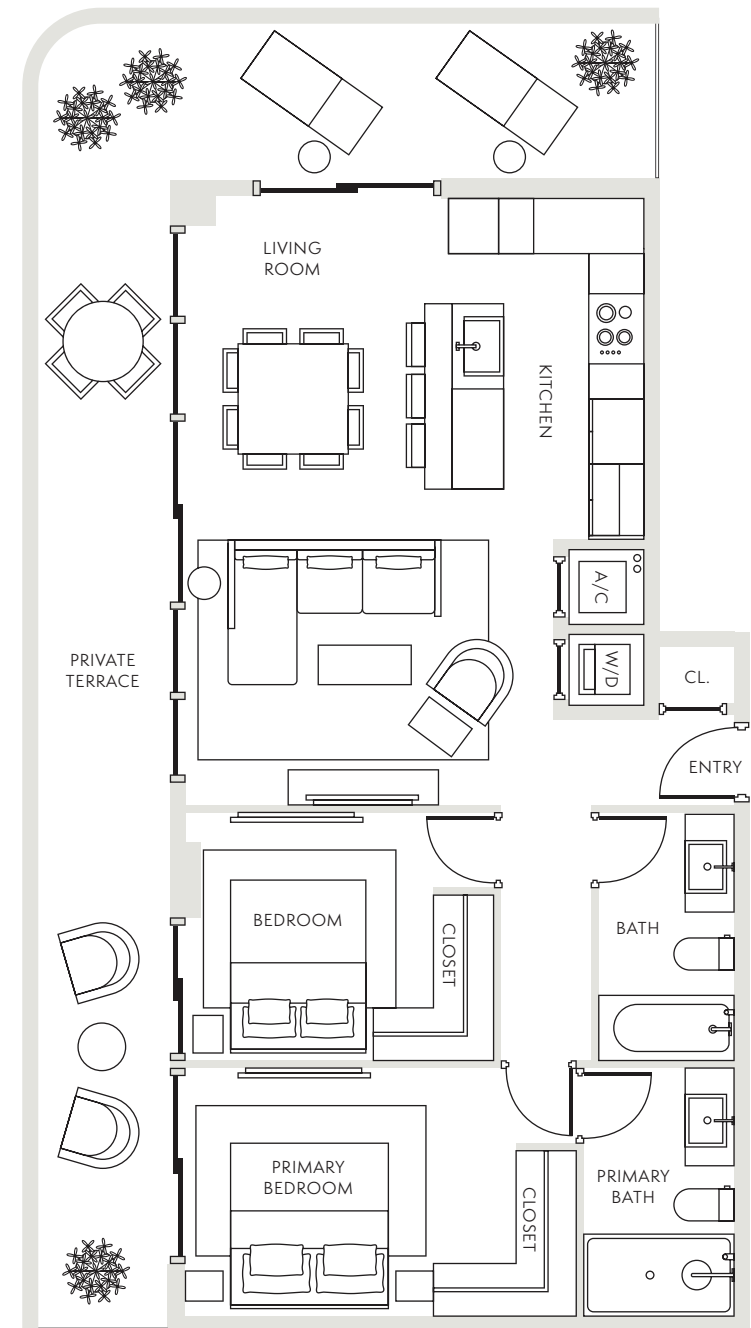 LIVING
ROOM
KITCHEN
A/C
W/D
CL.
PRIVATE
TERRACE
ENTRY
BEDROOM
CLOSET
BATH
PRIMARY
BEDROOM
CLOSET
PRIMARY
BATH